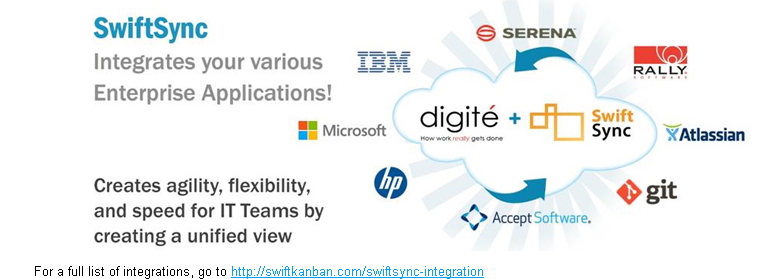 SwiftSync
Integrates your various
Enterprise Applications!
SERENA
IBM
RALLY
SOFTWARE
Microsoft
digité
How work really gets done
+
Swift
Sync
Atlassian
hp
git
Accept Software.
Creates agility, flexibility,
and speed for IT Teams by
creating a unified view
For a full list of integrations, go to http://swiftkanban.com/swiftsync-integration